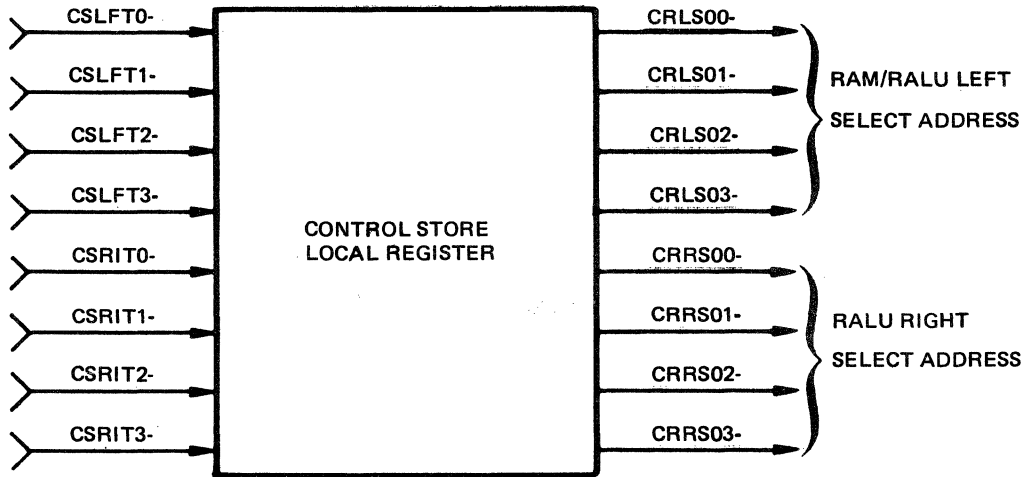 CSLFT0-
CSLFT1-
CSLFT2-
CSLFT3-
CSRIT0-
CSRIT1-
CSRIT2-
CSRIT3-
CONTROL STORE
LOCAL REGISTER
CRLS00-
CRLS01-
CRLS02-
CRLS03-
CRRS00-
CRRS01-
CRRS02-
CRRS03-
RAM/RALU LEFT
SELECT ADDRESS
RALU RIGHT
SELECT ADDRESS